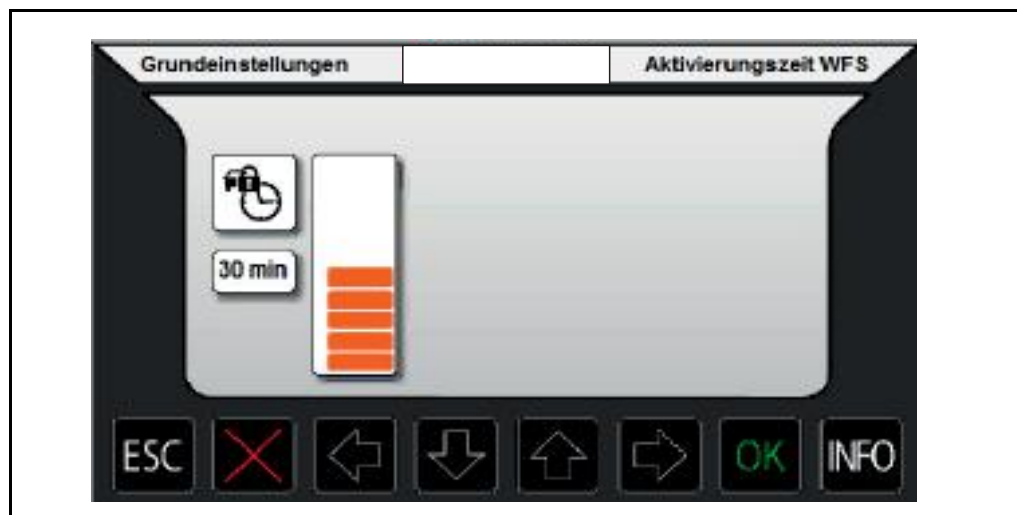 Grundeinstellungen
Aktivierungszeit WFS
30 min
ESC
OK
INFO